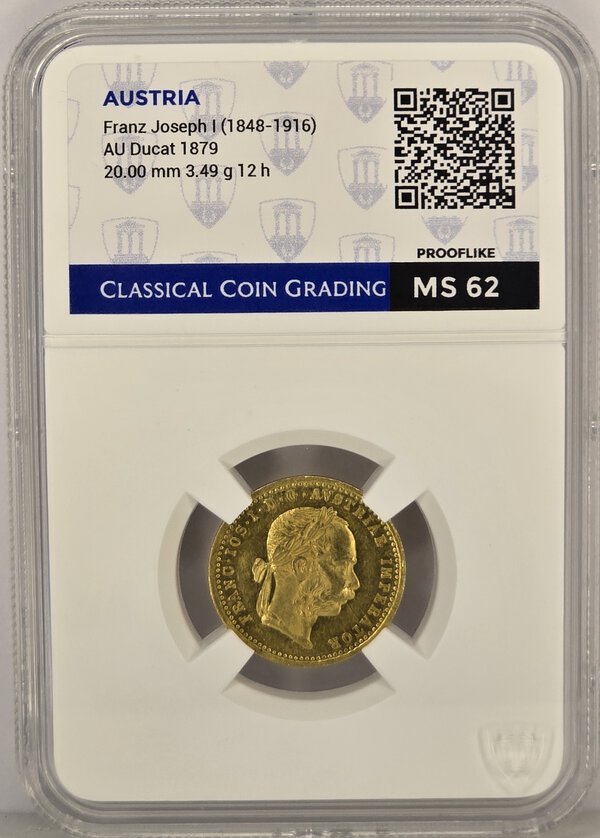 AUSTRIA
Franz Joseph I (1848-1916)
AU Ducat 1879
20.00 mm 3.49 g 12 h
PROOFLIKE
CLASSICAL COIN GRADING MS 62
FRANC·IOS·I·D·G·AVSTRIAE IMPERATOR